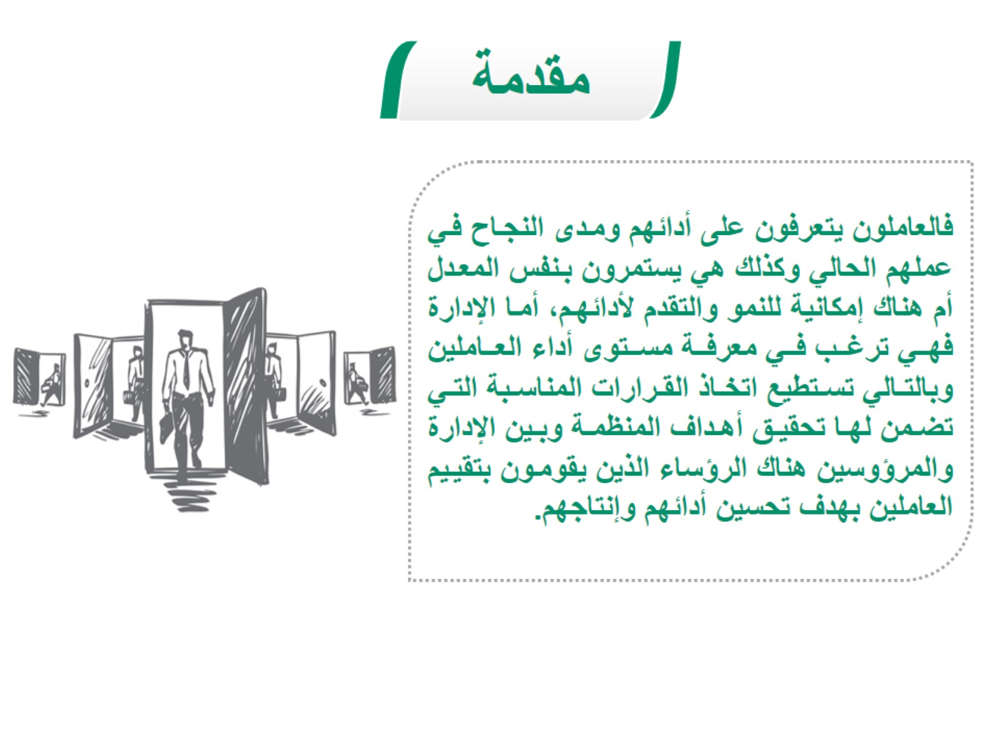 مقدمة
فالعاملون يتعرفون على أدائهم ومدى النجاح في
عملهم الحالي وكذلك هي يستمرون بنفس المعدل
أم هناك إمكانية للنمو والتقدم لأدائهم، أما الإدارة
فهي ترغب في معرفة مستوى أداء العاملين
وبالتالي تستطيع اتخاذ القرارات المناسبة التي
تضمن لها تحقيق أهداف المنظمة وبين الإدارة
والمرؤوسين هناك الرؤساء الذين يقومون بتقييم
العاملين بهدف تحسين أدائهم وإنتاجهم.